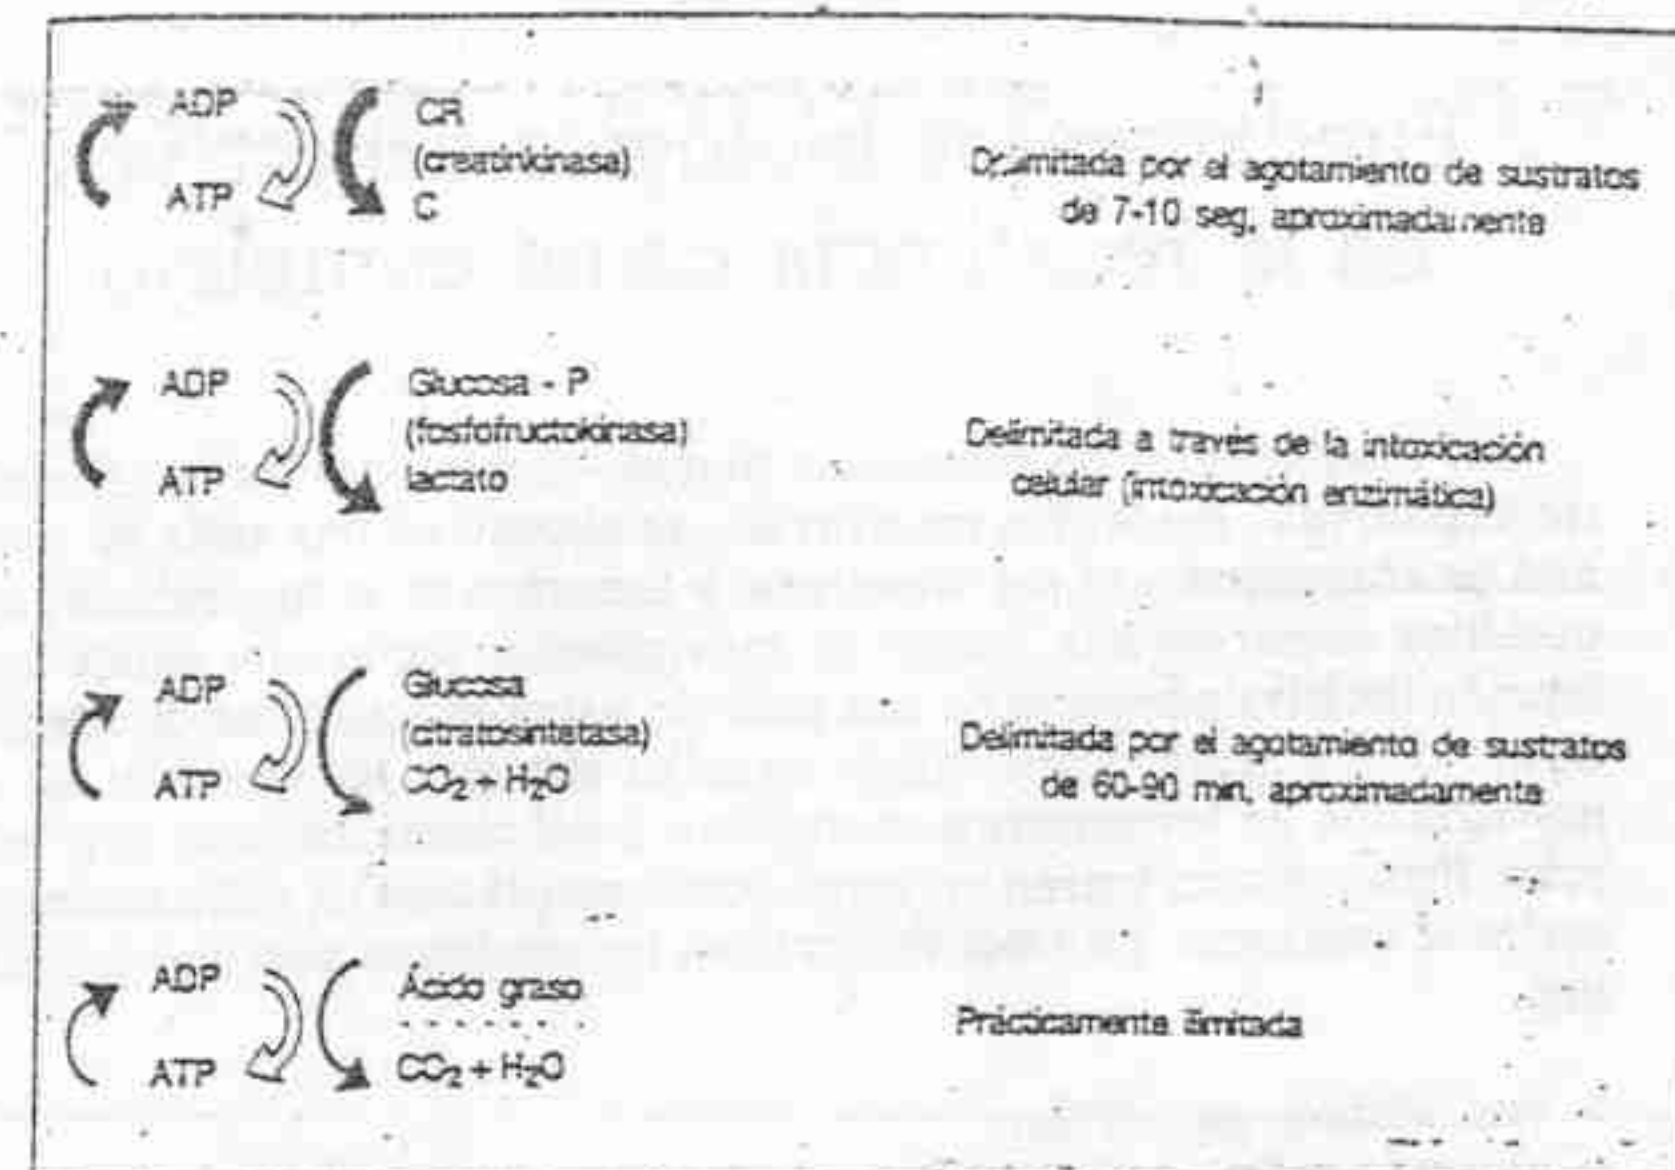 ADP
ATP
CR
(creatinkinasa)
C
Delimitada por el agotamiento de sustratos
de 7-10 seg, aproximadamente
ADP
ATP
Glucosa - P
(fosfofructokinasa)
lactato
Delimitada a través de la intoxicación
celular (intoxicación enzimática)
ADP
ATP
Glucosa
(citratosintetasa)
CO₂ + H₂O
Delimitada por el agotamiento de sustratos
de 60-90 min, aproximadamente
ADP
ATP
Ácido graso
CO₂ + H₂O
Prácticamente ilimitada